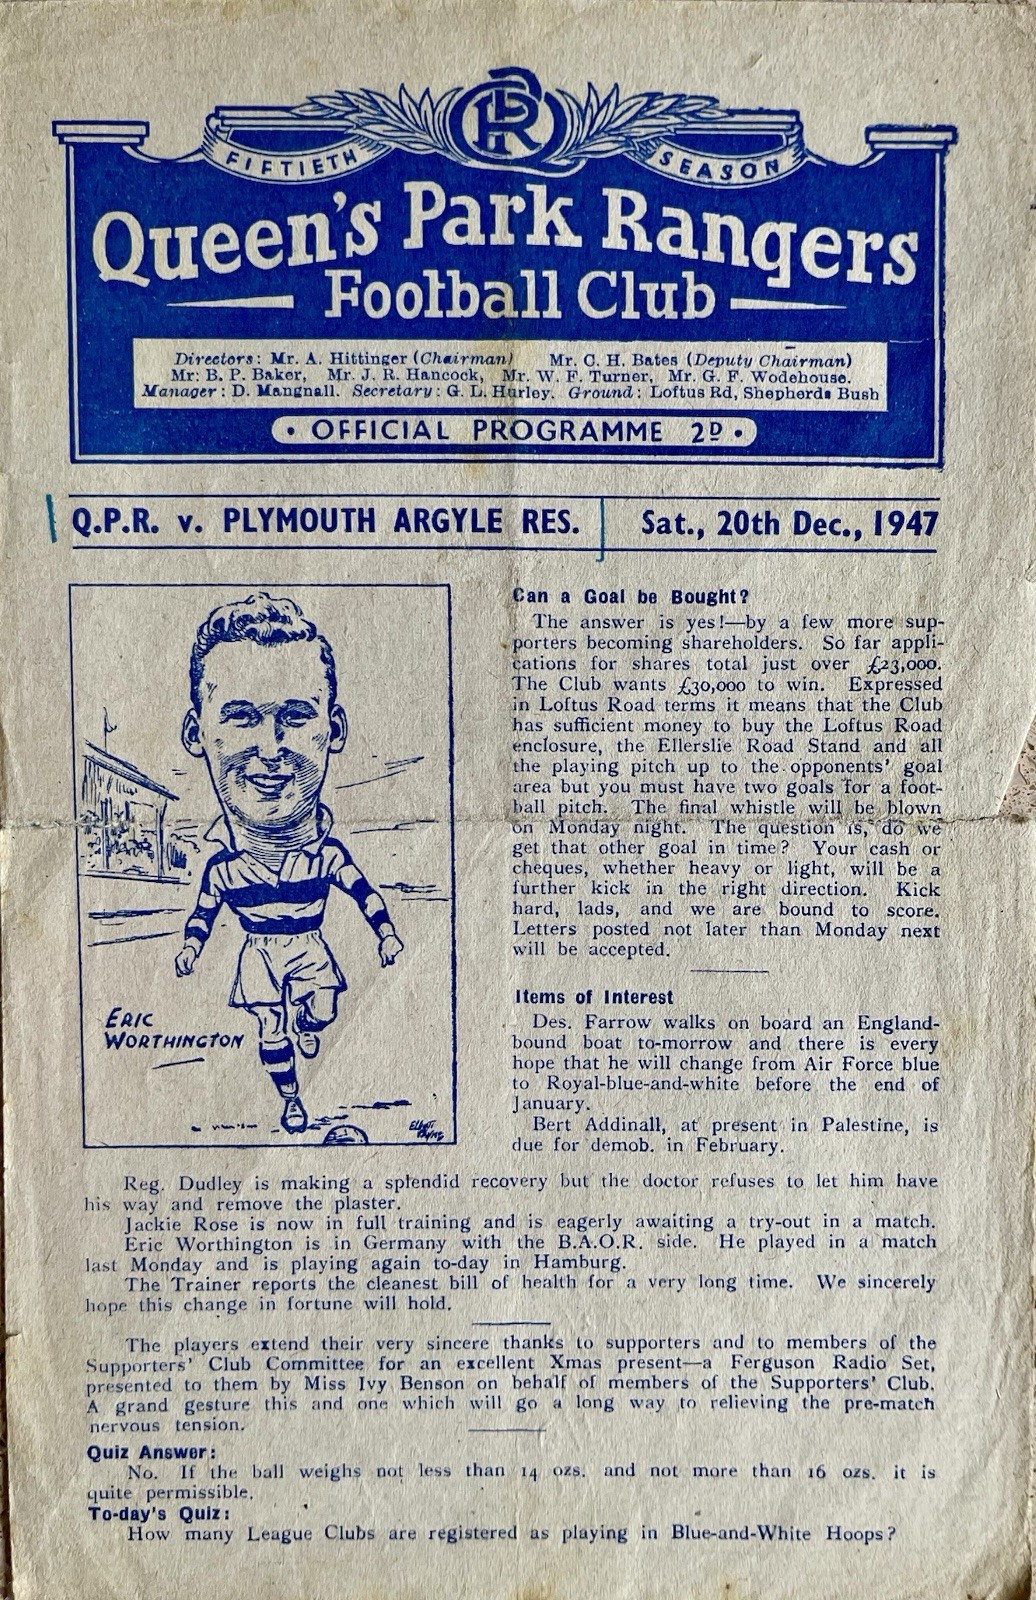 FIFTIETH SEASON
Queen's Park Rangers
Football Club
Directors: Mr. A. Hittinger (Chairman) Mr. C. H. Bates (Deputy Chairman)
Mr. B. P. Baker, Mr. J. R. Hancock, Mr. W. F. Turner, Mr. G. F. Wodehouse.
Manager: D. Mangnall. Secretary: G. L. Hurley. Ground: Loftus Rd, Shepherds Bush
• OFFICIAL PROGRAMME 2D •
Q.P.R. v. PLYMOUTH ARGYLE RES. Sat., 20th Dec., 1947
ERIC
WORTHINGTON
Can a Goal be Bought?
The answer is yes!—by a few more sup-
porters becoming shareholders. So far appli-
cations for shares total just over £23,000.
The Club wants £30,000 to win. Expressed
in Loftus Road terms it means that the Club
has sufficient money to buy the Loftus Road
enclosure, the Ellerslie Road Stand and all
the playing pitch up to the opponents' goal
area but you must have two goals for a foot-
ball pitch. The final whistle will be blown
on Monday night. The question is, do we
get that other goal in time? Your cash or
cheques, whether heavy or light, will be a
further kick in the right direction. Kick
hard, lads, and we are bound to score.
Letters posted not later than Monday next
will be accepted.
Items of Interest
Des. Farrow walks on board an England-
bound boat to-morrow and there is every
hope that he will change from Air Force blue
to Royal-blue-and-white before the end of
January.
Bert Addinall, at present in Palestine, is
due for demob. in February.
Reg. Dudley is making a splendid recovery but the doctor refuses to let him have
his way and remove the plaster.
Jackie Rose is now in full training and is eagerly awaiting a try-out in a match.
Eric Worthington is in Germany with the B.A.O.R. side. He played in a match
last Monday and is playing again to-day in Hamburg.
The Trainer reports the cleanest bill of health for a very long time. We sincerely
hope this change in fortune will hold.
The players extend their very sincere thanks to supporters and to members of the
Supporters' Club Committee for an excellent Xmas present—a Ferguson Radio Set,
presented to them by Miss Ivy Benson on behalf of members of the Supporters' Club.
A grand gesture this and one which will go a long way to relieving the pre-match
nervous tension.
Quiz Answer:
No. If the ball weighs not less than 14 ozs. and not more than 16 ozs. it is
quite permissible.
To-day's Quiz:
How many League Clubs are registered as playing in Blue-and-White Hoops?